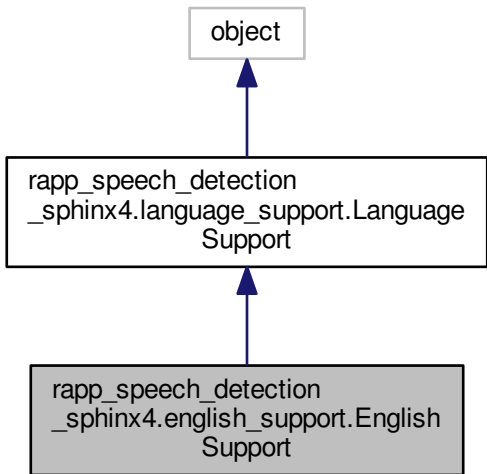 object
rapp_speech_detection
_sphinx4.language_support.Language
Support
rapp_speech_detection
_sphinx4.english_support.English
Support